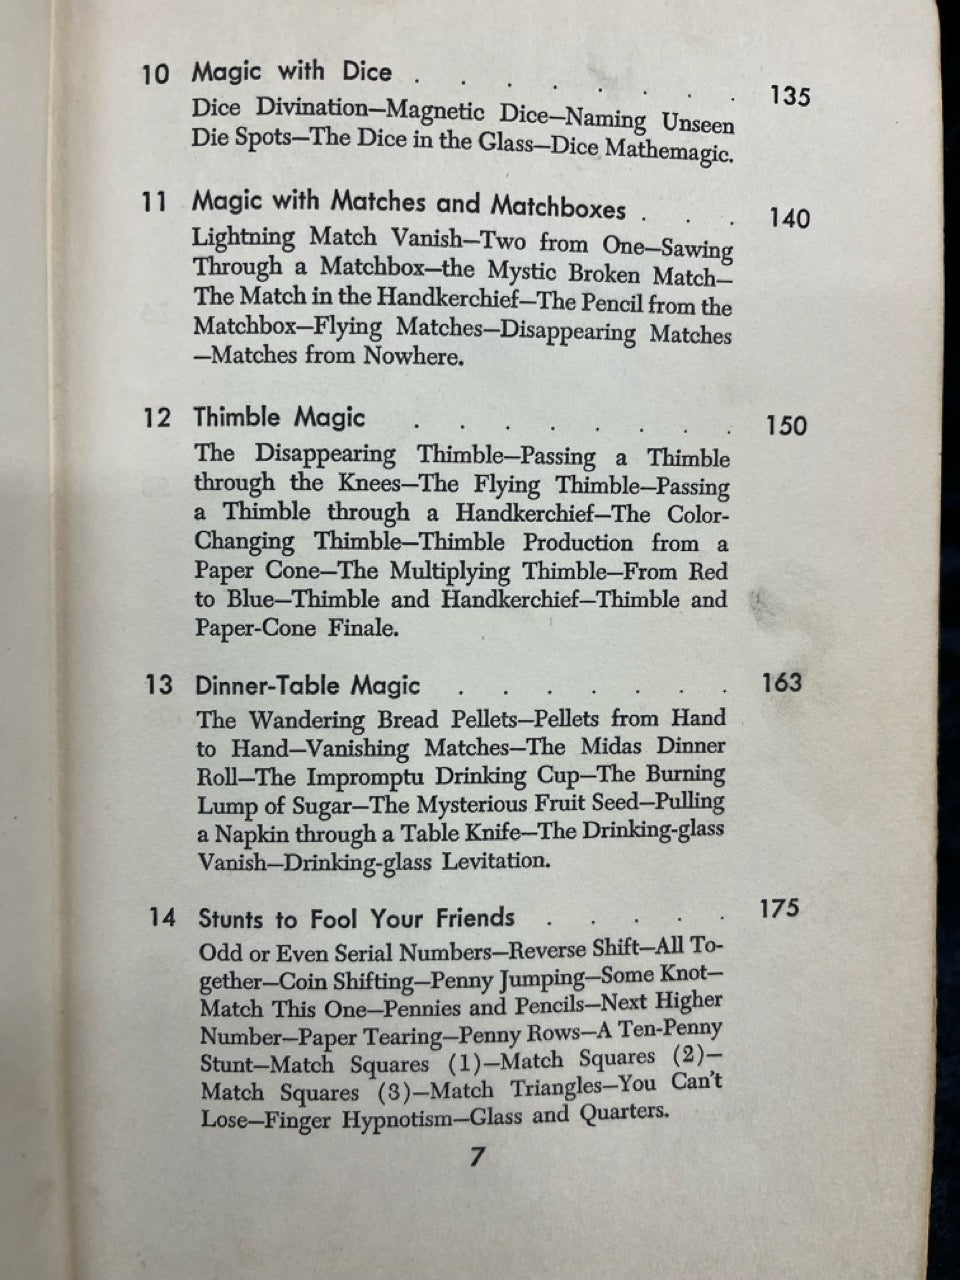 10 Magic with Dice . . . . . . . . 135
Dice Divination—Magnetic Dice—Naming Unseen
Die Spots—The Dice in the Glass—Dice Mathemagic.
11 Magic with Matches and Matchboxes . . . 140
Lightning Match Vanish—Two from One—Sawing
Through a Matchbox—the Mystic Broken Match—
The Match in the Handkerchief—The Pencil from the
Matchbox—Flying Matches—Disappearing Matches
—Matches from Nowhere.
12 Thimble Magic . . . . . . . . 150
The Disappearing Thimble—Passing a Thimble
through the Knees—The Flying Thimble—Passing
a Thimble through a Handkerchief—The Color-
Changing Thimble—Thimble Production from a
Paper Cone—The Multiplying Thimble—From Red
to Blue—Thimble and Handkerchief—Thimble and
Paper-Cone Finale.
13 Dinner-Table Magic . . . . . . . 163
The Wandering Bread Pellets—Pellets from Hand
to Hand—Vanishing Matches—The Midas Dinner
Roll—The Impromptu Drinking Cup—The Burning
Lump of Sugar—The Mysterious Fruit Seed—Pulling
a Napkin through a Table Knife—The Drinking-glass
Vanish—Drinking-glass Levitation.
14 Stunts to Fool Your Friends . . . . . 175
Odd or Even Serial Numbers—Reverse Shift—All To-
gether—Coin Shifting—Penny Jumping—Some Knot—
Match This One—Pennies and Pencils—Next Higher
Number—Paper Tearing—Penny Rows—A Ten-Penny
Stunt—Match Squares (1)—Match Squares (2)—
Match Squares (3)—Match Triangles—You Can't
Lose—Finger Hypnotism—Glass and Quarters.
7